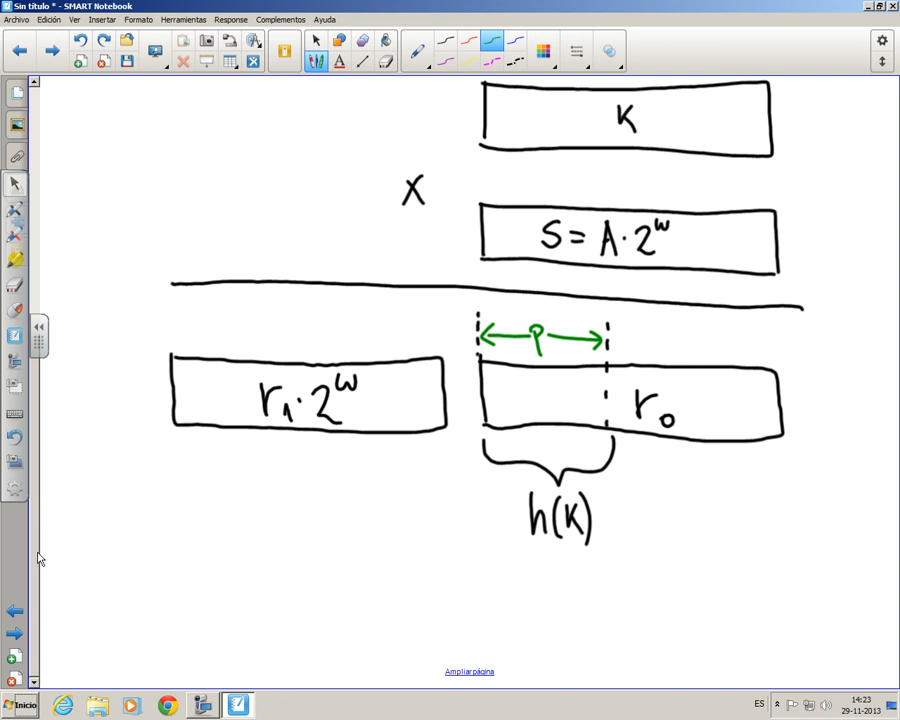 Sin título * - SMART Notebook
Archivo Edición Ver Insertar Formato Herramientas Response Complementos Ayuda
K
X
S = A · 2^w
p
r₁ · 2^w
r₀
h(K)
Ampliar página
Inicio
ES
14:23
29-11-2013